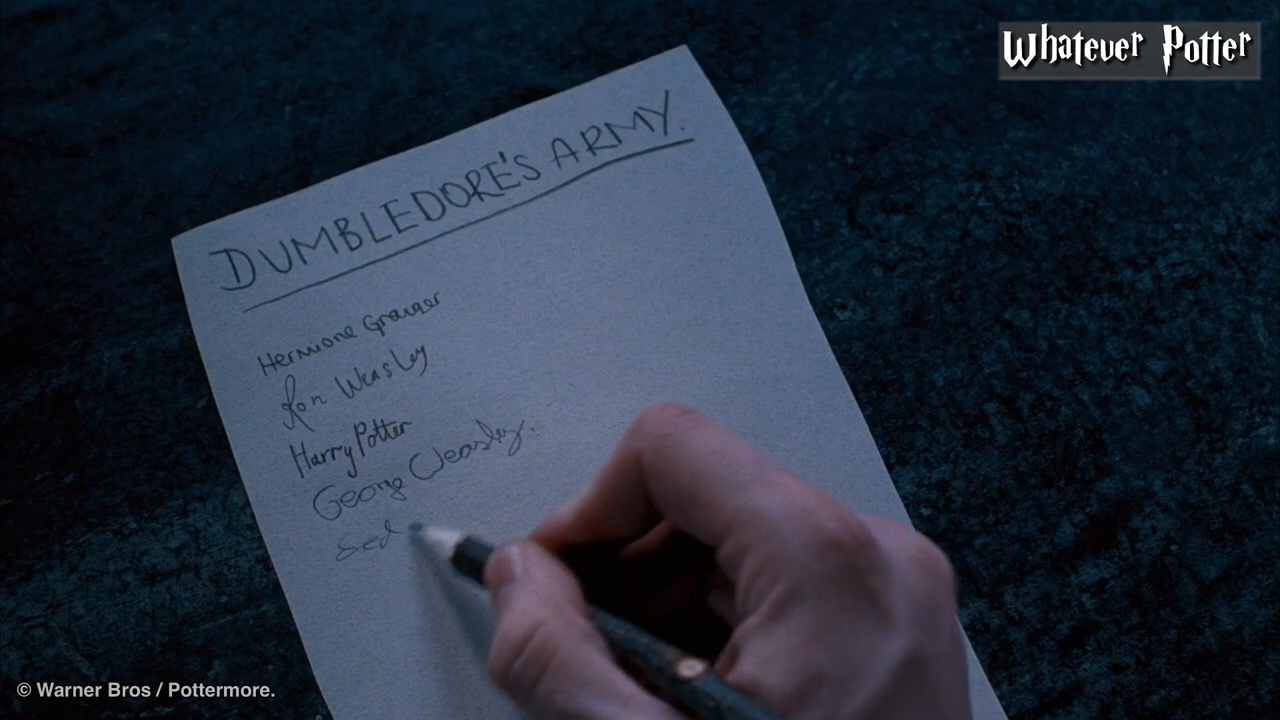 Whatever Potter
DUMBLEDORE'S ARMY.
Hermione Granger
Ron Weasley
Harry Potter
George Weasley.
© Warner Bros / Pottermore.